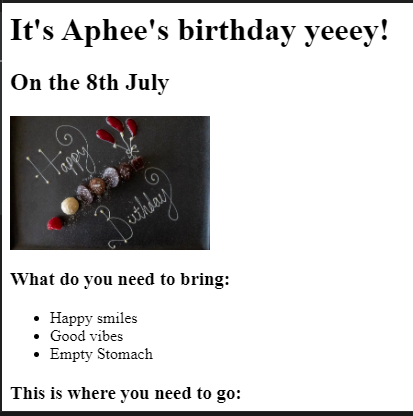 It's Aphee's birthday yeeey!
On the 8th July
Happy
Birthday
What do you need to bring:
Happy smiles
Good vibes
Empty Stomach
This is where you need to go: